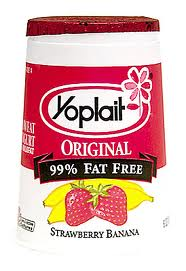 Yoplait
ORIGINAL
99% FAT FREE
STRAWBERRY BANANA